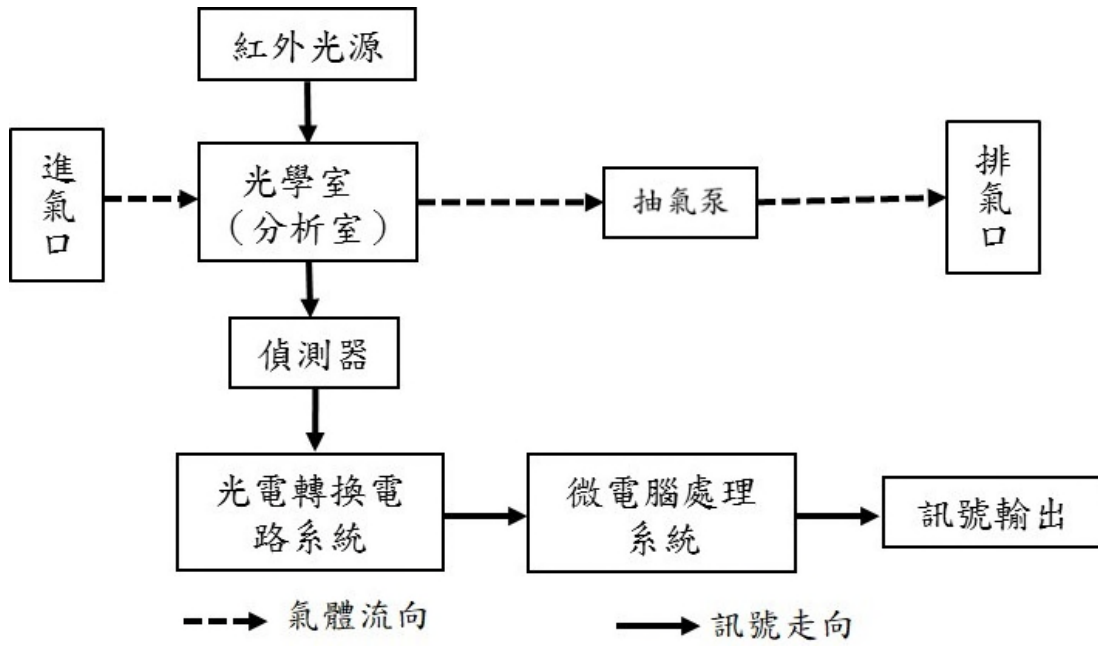 紅外光源
進氣口
光學室
（分析室）
抽氣泵
排氣口
偵測器
光電轉換電
路系統
微電腦處理
系統
訊號輸出
氣體流向
訊號走向